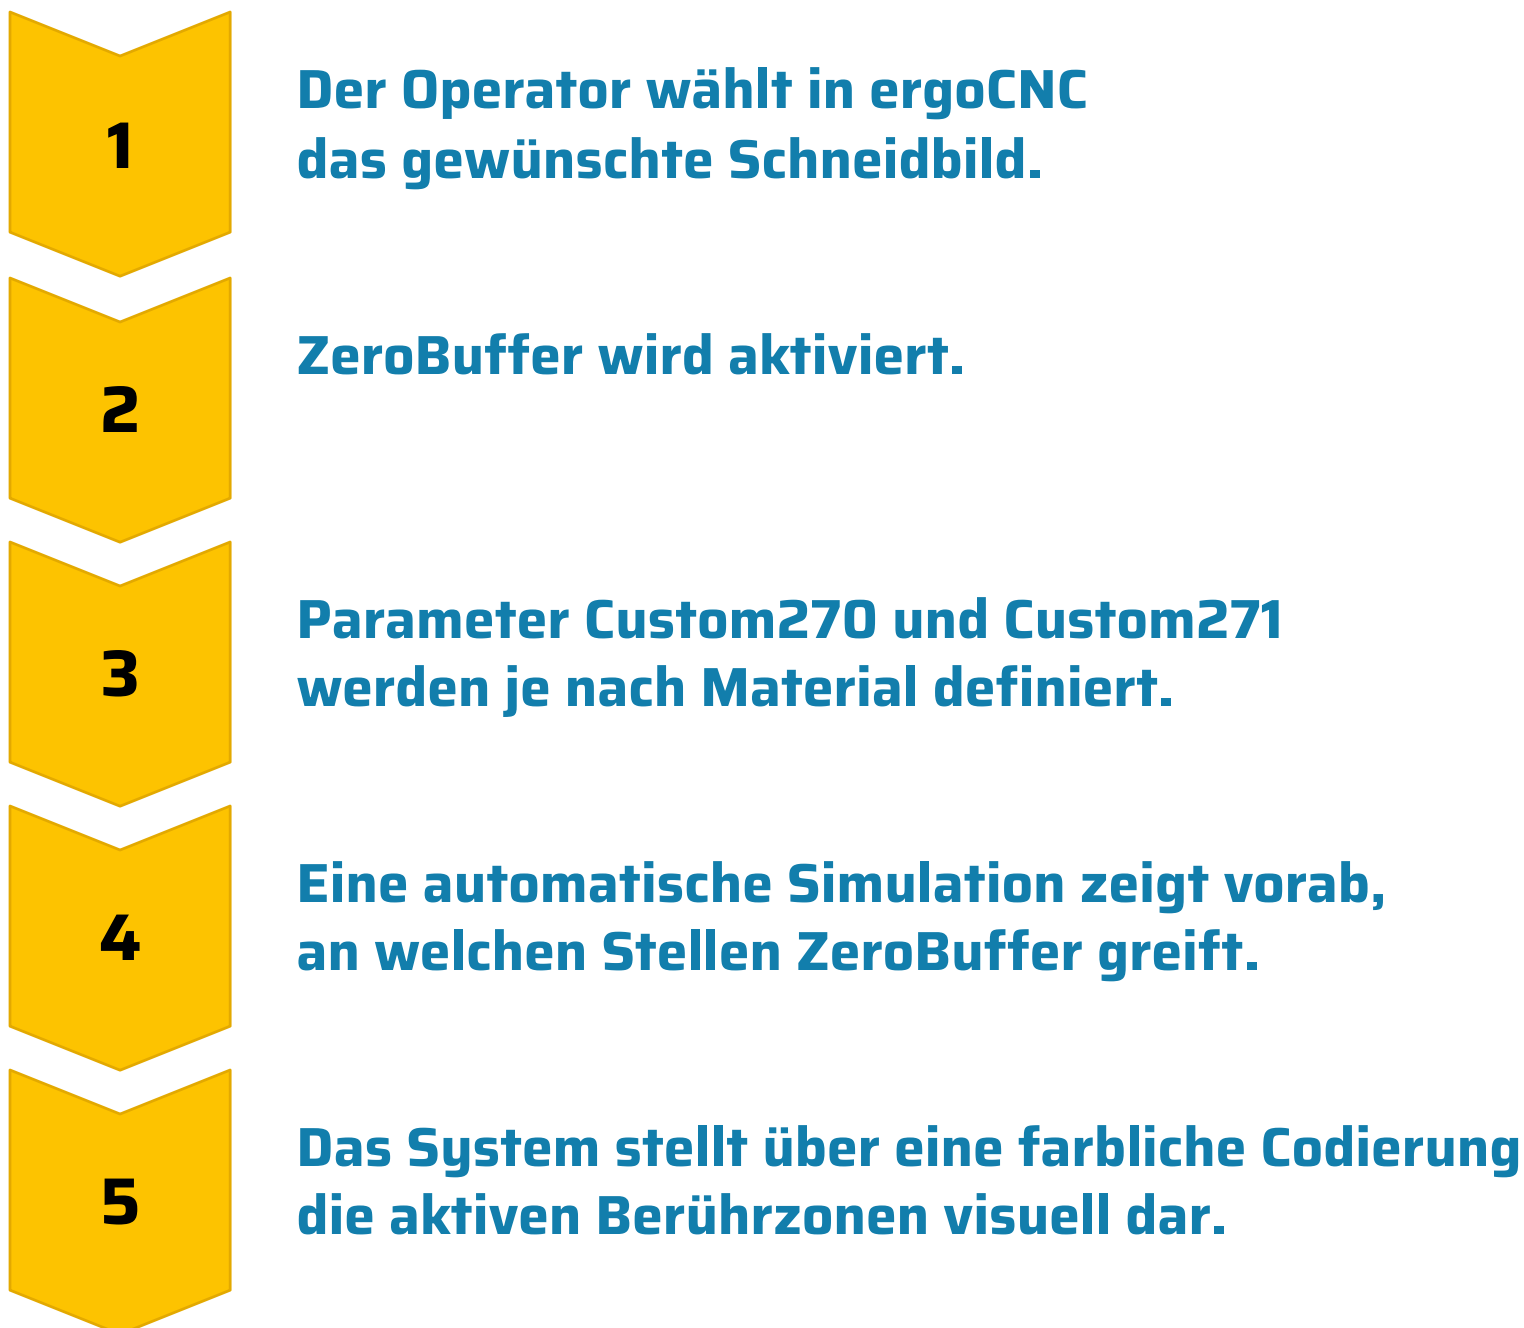 1
Der Operator wählt in ergoCNC
das gewünschte Schneidbild.
2
ZeroBuffer wird aktiviert.
3
Parameter Custom270 und Custom271
werden je nach Material definiert.
4
Eine automatische Simulation zeigt vorab,
an welchen Stellen ZeroBuffer greift.
5
Das System stellt über eine farbliche Codierung
die aktiven Berührzonen visuell dar.